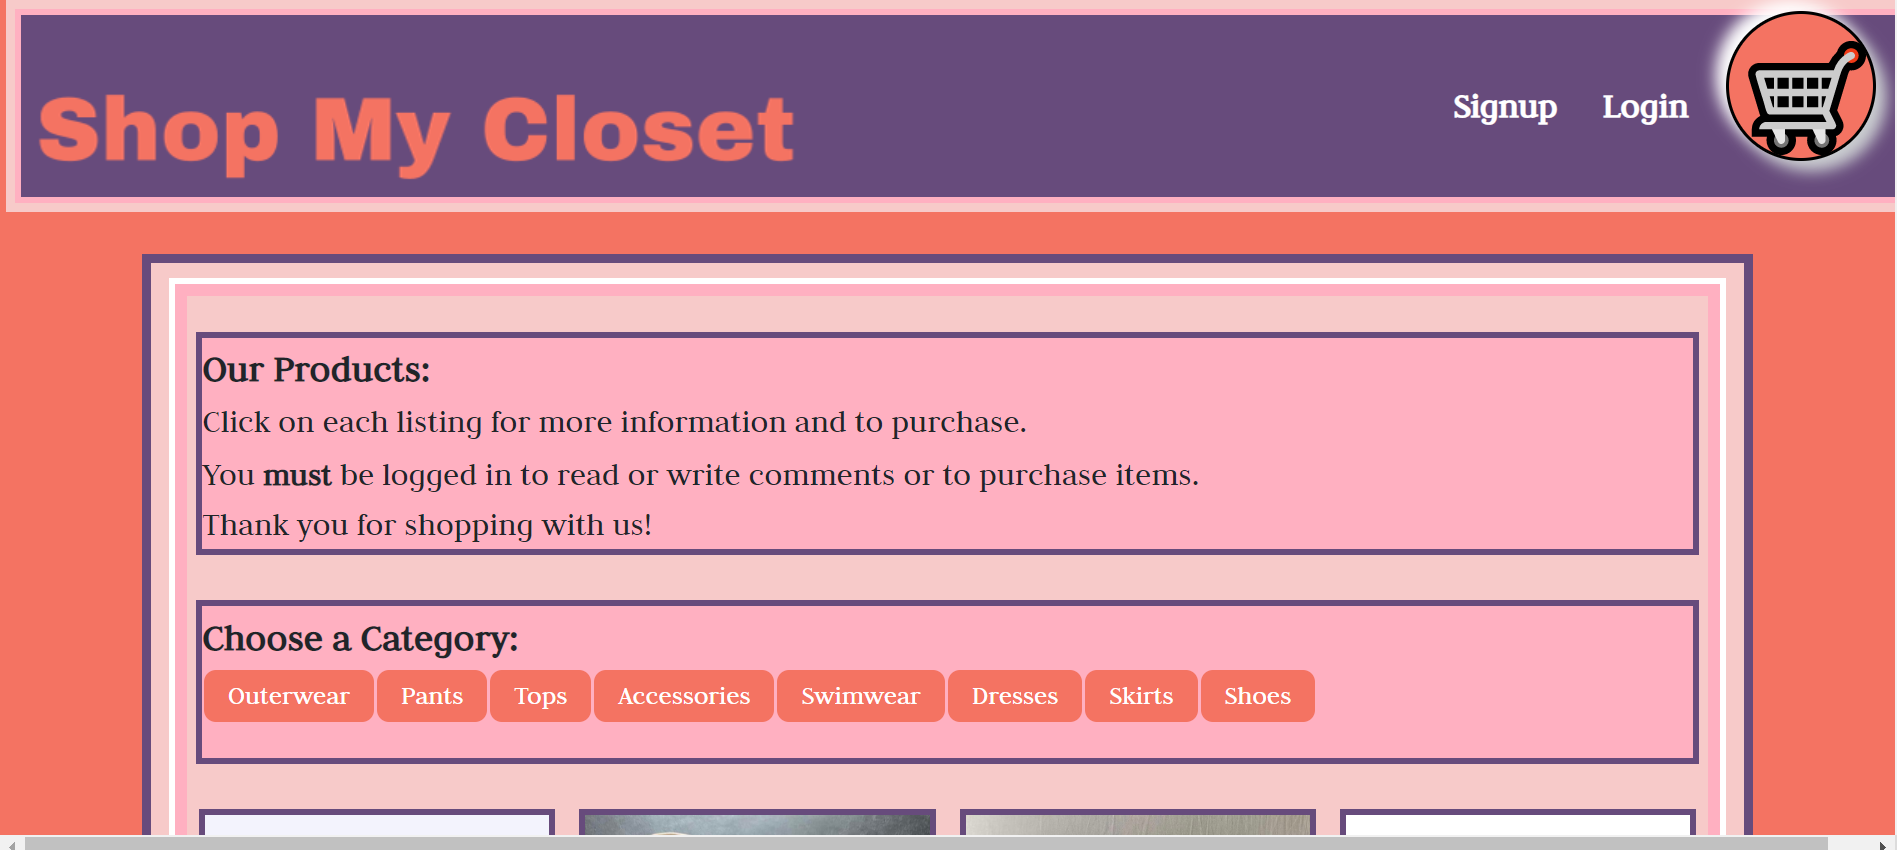 Shop My Closet
Signup Login
Our Products:
Click on each listing for more information and to purchase.
You must be logged in to read or write comments or to purchase items.
Thank you for shopping with us!
Choose a Category:
Outerwear Pants Tops Accessories Swimwear Dresses Skirts Shoes